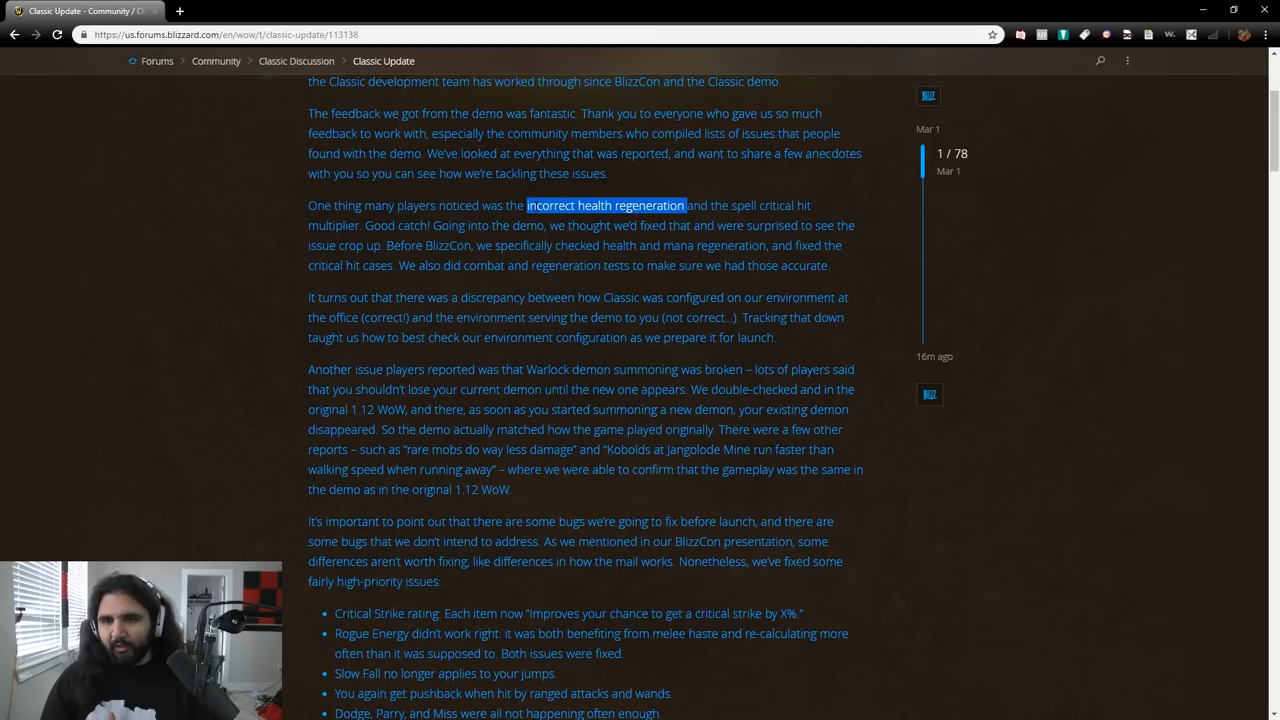 Classic Update - Community / Cl
https://us.forums.blizzard.com/en/wow/t/classic-update/113138
Forums > Community > Classic Discussion > Classic Update
the Classic development team has worked through since BlizzCon and the Classic demo.
The feedback we got from the demo was fantastic. Thank you to everyone who gave us so much
feedback to work with, especially the community members who compiled lists of issues that people
found with the demo. We’ve looked at everything that was reported, and want to share a few anecdotes
with you so you can see how we’re tackling these issues.
One thing many players noticed was the incorrect health regeneration and the spell critical hit
multiplier. Good catch! Going into the demo, we thought we’d fixed that and were surprised to see the
issue crop up. Before BlizzCon, we specifically checked health and mana regeneration, and fixed the
critical hit cases. We also did combat and regeneration tests to make sure we had those accurate.
It turns out that there was a discrepancy between how Classic was configured on our environment at
the office (correct!) and the environment serving the demo to you (not correct…). Tracking that down
taught us how to best check our environment configuration as we prepare it for launch.
Another issue players reported was that Warlock demon summoning was broken – lots of players said
that you shouldn’t lose your current demon until the new one appears. We double-checked and in the
original 1.12 WoW, and there, as soon as you started summoning a new demon, your existing demon
disappeared. So the demo actually matched how the game played originally. There were a few other
reports – such as “rare mobs do way less damage” and “Kobolds at Jangolode Mine run faster than
walking speed when running away” – where we were able to confirm that the gameplay was the same in
the demo as in the original 1.12 WoW.
It’s important to point out that there are some bugs we’re going to fix before launch, and there are
some bugs that we don’t intend to address. As we mentioned in our BlizzCon presentation, some
differences aren’t worth fixing, like differences in how the mail works. Nonetheless, we’ve fixed some
fairly high-priority issues:
• Critical Strike rating: Each item now “Improves your chance to get a critical strike by X%.”
• Rogue Energy didn’t work right: it was both benefiting from melee haste and re-calculating more
often than it was supposed to. Both issues were fixed.
• Slow Fall no longer applies to your jumps.
• You again get pushback when hit by ranged attacks and wands.
• Dodge, Parry, and Miss were all not happening often enough.
BLIZZ
Mar 1
1 / 78
Mar 1
16m ago
BLIZZ